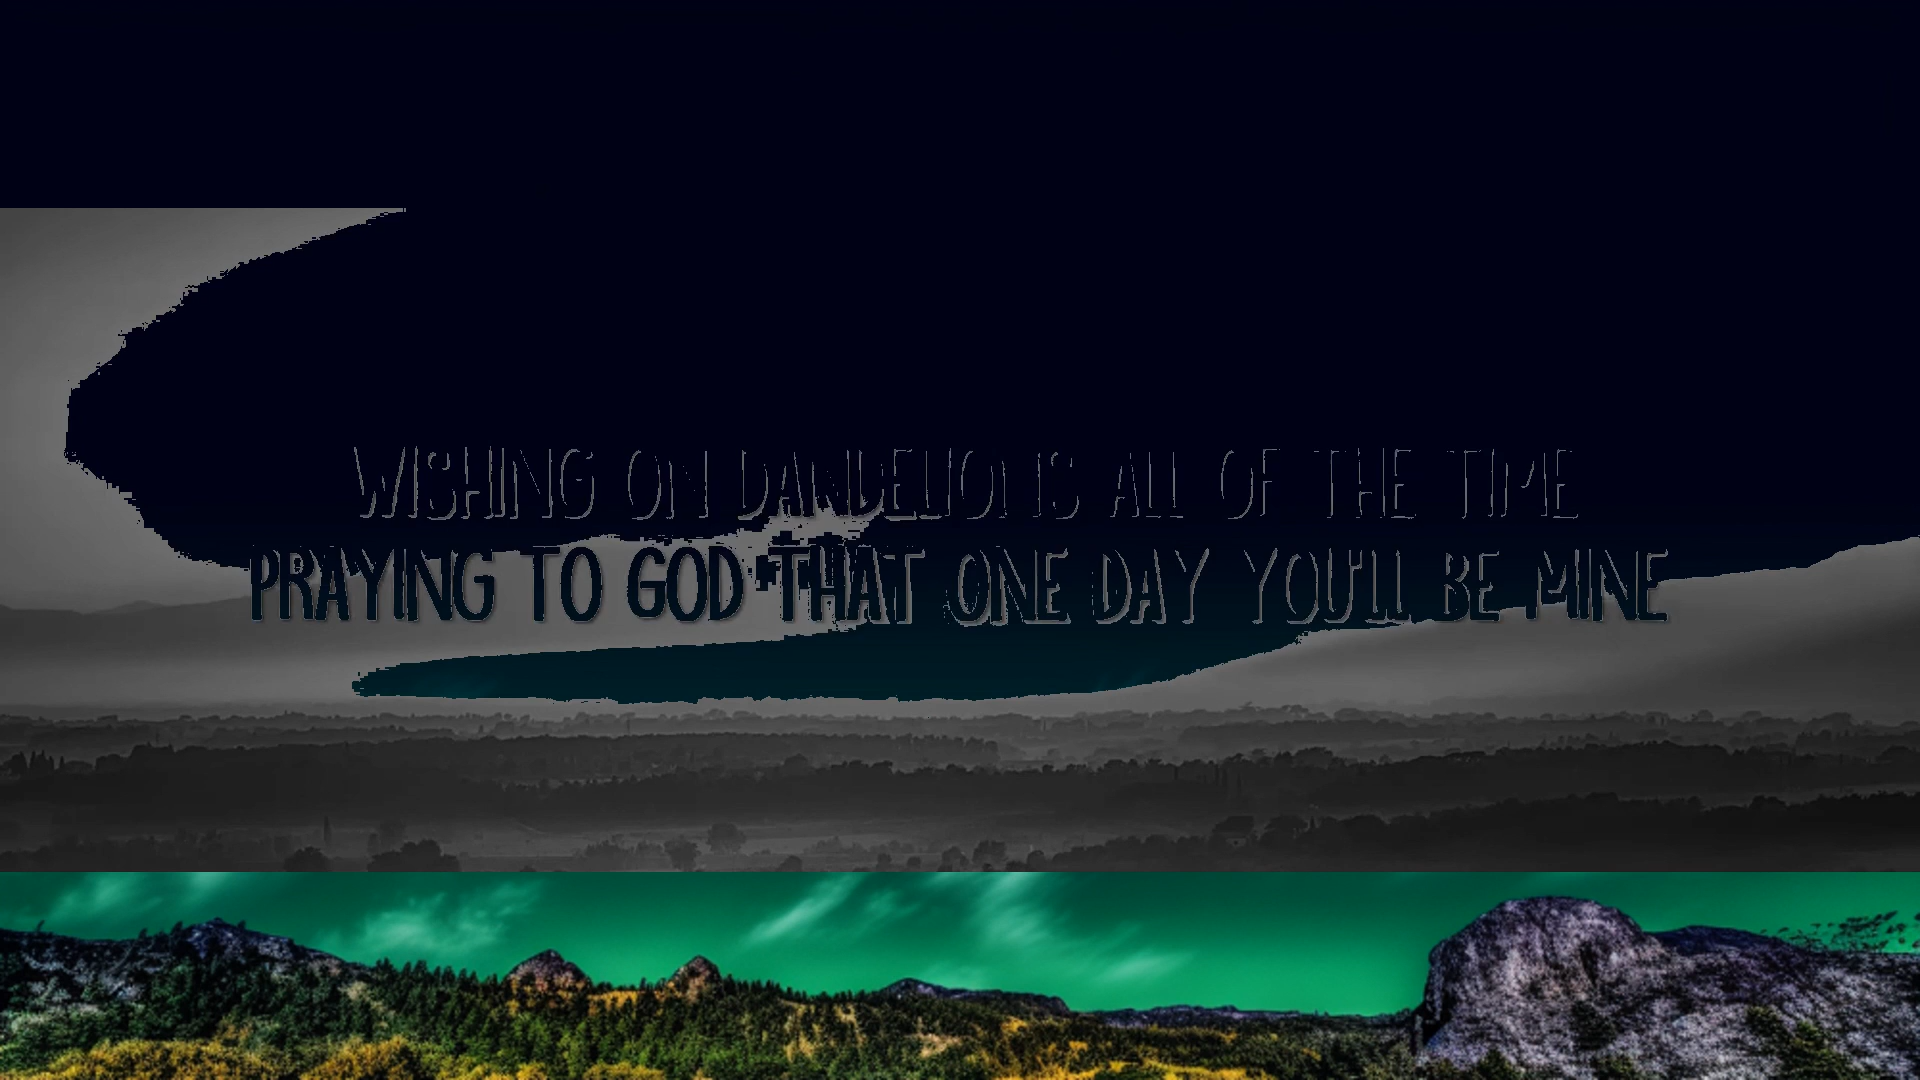 WISHING ON DANDELIONS ALL OF THE TIME
PRAYING TO GOD THAT ONE DAY YOU'LL BE MINE